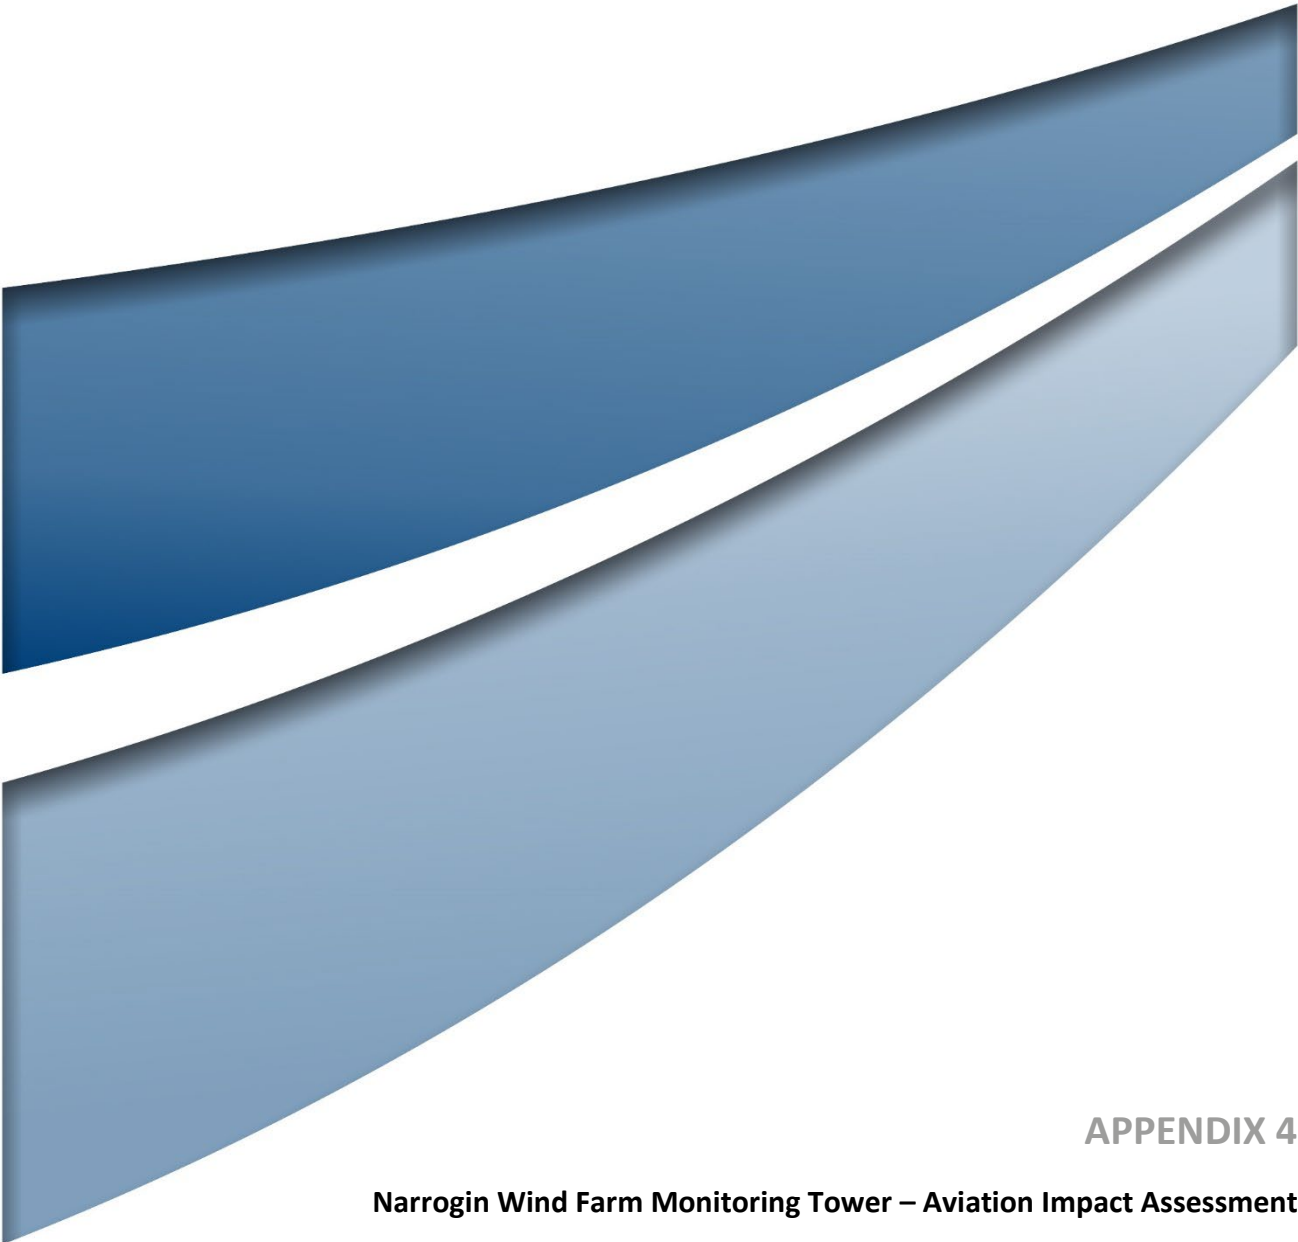 APPENDIX 4
Narrogin Wind Farm Monitoring Tower – Aviation Impact Assessment